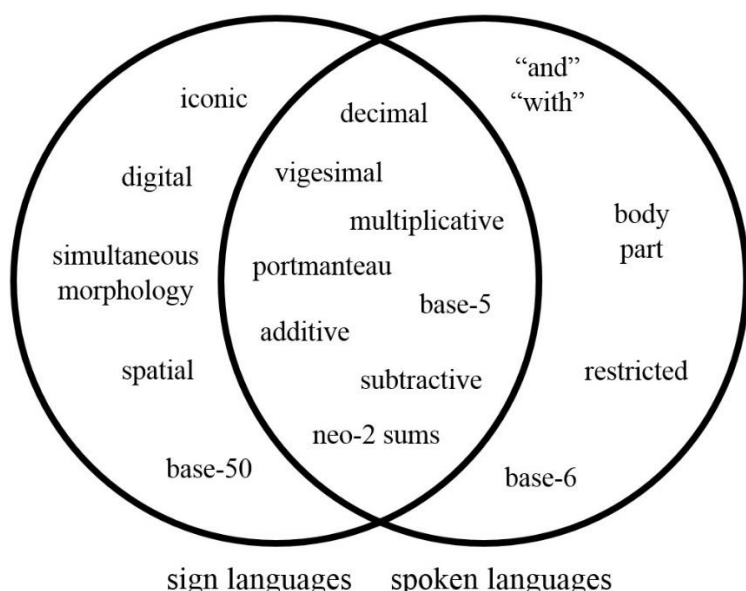 “and”
“with”
iconic
decimal
digital
vigesimal
multiplicative
body
part
simultaneous
morphology
portmanteau
base-5
additive
spatial
subtractive
restricted
neo-2 sums
base-50
base-6
sign languages
spoken languages